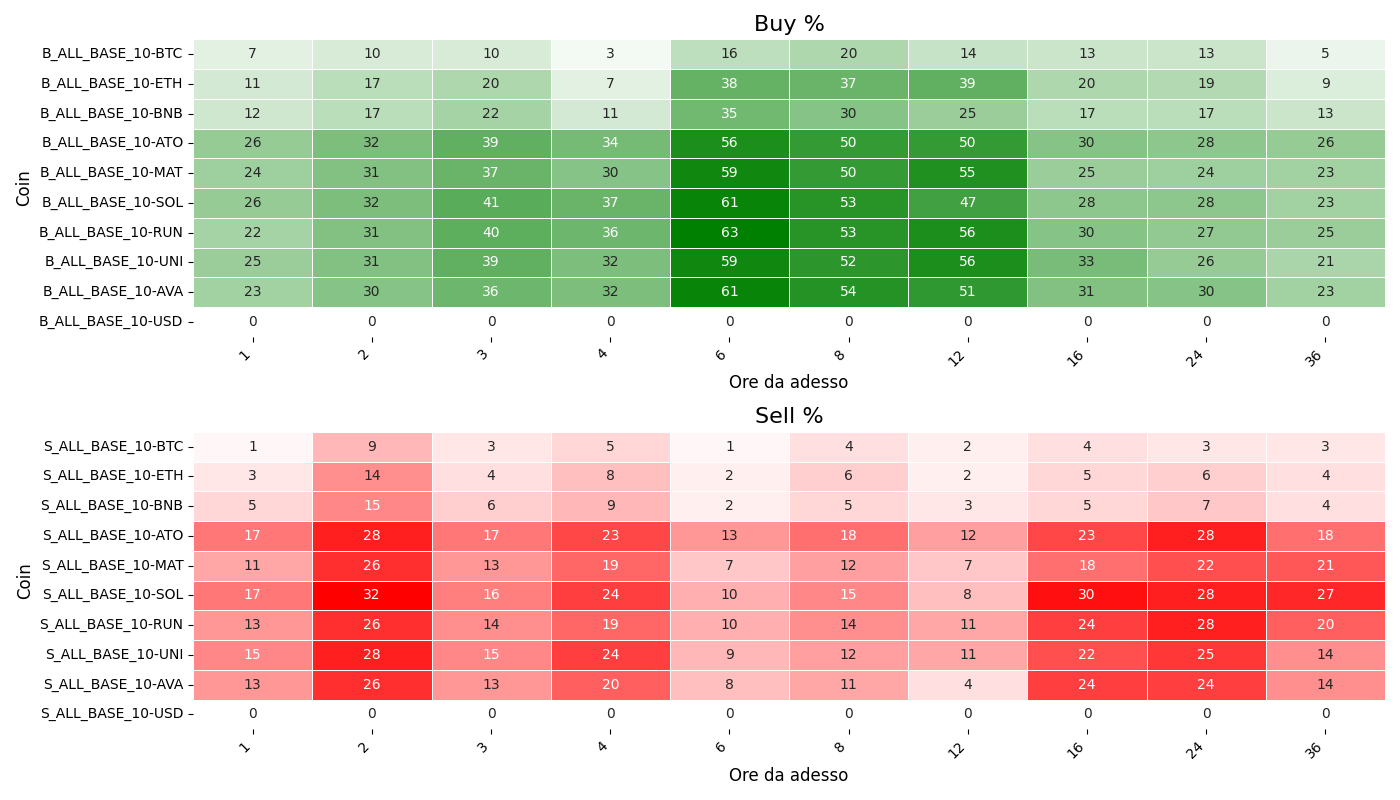 Buy %
Coin
B_ALL_BASE_10-BTC 7 10 10 3 16 20 14 13 13 5
B_ALL_BASE_10-ETH 11 17 20 7 38 37 39 20 19 9
B_ALL_BASE_10-BNB 12 17 22 11 35 30 25 17 17 13
B_ALL_BASE_10-ATO 26 32 39 34 56 50 50 30 28 26
B_ALL_BASE_10-MAT 24 31 37 30 59 50 55 25 24 23
B_ALL_BASE_10-SOL 26 32 41 37 61 53 47 28 28 23
B_ALL_BASE_10-RUN 22 31 40 36 63 53 56 30 27 25
B_ALL_BASE_10-UNI 25 31 39 32 59 52 56 33 26 21
B_ALL_BASE_10-AVA 23 30 36 32 61 54 51 31 30 23
B_ALL_BASE_10-USD 0 0 0 0 0 0 0 0 0 0
1 2 3 4 6 8 12 16 24 36
Ore da adesso
Sell %
Coin
S_ALL_BASE_10-BTC 1 9 3 5 1 4 2 4 3 3
S_ALL_BASE_10-ETH 3 14 4 8 2 6 2 5 6 4
S_ALL_BASE_10-BNB 5 15 6 9 2 5 3 5 7 4
S_ALL_BASE_10-ATO 17 28 17 23 13 18 12 23 28 18
S_ALL_BASE_10-MAT 11 26 13 19 7 12 7 18 22 21
S_ALL_BASE_10-SOL 17 32 16 24 10 15 8 30 28 27
S_ALL_BASE_10-RUN 13 26 14 19 10 14 11 24 28 20
S_ALL_BASE_10-UNI 15 28 15 24 9 12 11 22 25 14
S_ALL_BASE_10-AVA 13 26 13 20 8 11 4 24 24 14
S_ALL_BASE_10-USD 0 0 0 0 0 0 0 0 0 0
1 2 3 4 6 8 12 16 24 36
Ore da adesso